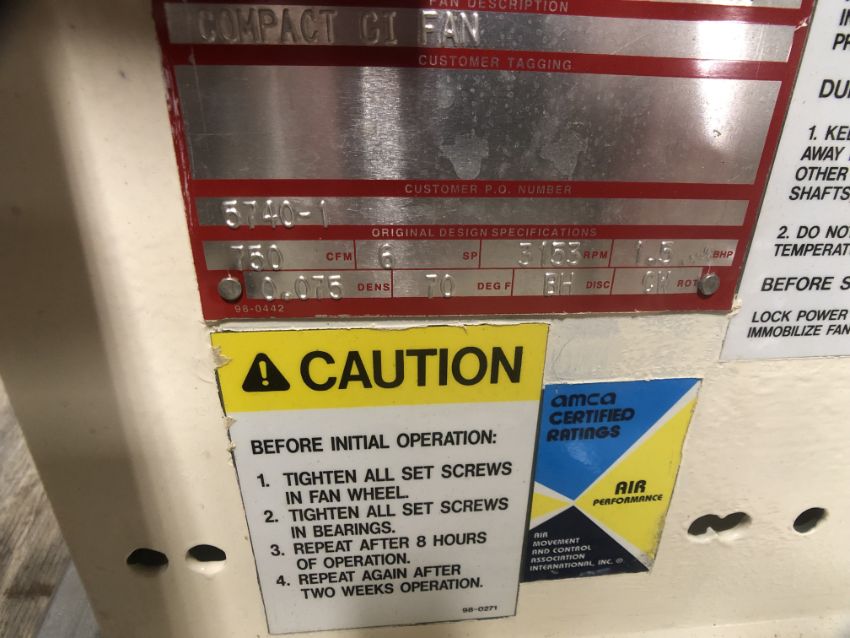 FAN DESCRIPTION
COMPACT GI FAN
CUSTOMER TAGGING
CUSTOMER P.O. NUMBER
5740-1
ORIGINAL DESIGN SPECIFICATIONS
750 CFM 6 SP 3153 RPM 1.5 BHP
0.075 DENS 70 DEG F BH DISC CW ROT
98-0442
CAUTION
BEFORE INITIAL OPERATION:
1. TIGHTEN ALL SET SCREWS
IN FAN WHEEL.
2. TIGHTEN ALL SET SCREWS
IN BEARINGS.
3. REPEAT AFTER 8 HOURS
OF OPERATION.
4. REPEAT AGAIN AFTER
TWO WEEKS OPERATION.
98-0271
amca
CERTIFIED
RATINGS
AIR
PERFORMANCE
AIR
MOVEMENT
AND CONTROL
ASSOCIATION
INTERNATIONAL, INC. ®
IN
PR
DU
1. KEE
AWAY
OTHER
SHAFTS,
2. DO NO
TEMPERAT
BEFORE S
LOCK POWER
IMMOBILIZE FAN